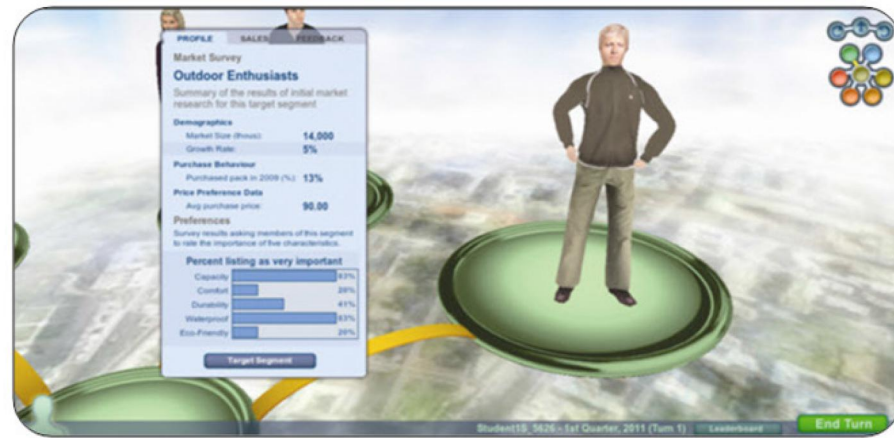 PROFILE SALES FEEDBACK
Market Survey
Outdoor Enthusiasts
Summary of the results of initial market
research for this target segment
Demographics
Market Size (thous): 14,000
Growth Rate: 5%
Purchase Behaviour
Purchased pack in 2009 (%): 13%
Price Preference Data
Avg purchase price: 90.00
Preferences
Survey results asking members of this segment
to rate the importance of five characteristics.
Percent listing as very important
Capacity 83%
Comfort 20%
Durability 41%
Waterproof 83%
Eco-Friendly 20%
Target Segment
Student1S_5626 - 1st Quarter, 2011 (Turn 1) Leaderboard End Turn